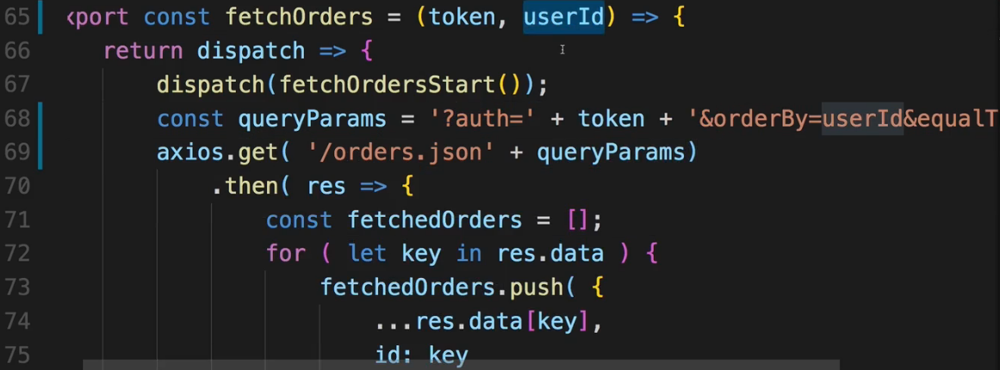 65 xport const fetchOrders = (token, userId) => {
66 return dispatch => {
67 dispatch(fetchOrdersStart());
68 const queryParams = '?auth=' + token + '&orderBy=userId&equalT
69 axios.get( '/orders.json' + queryParams)
70 .then( res => {
71 const fetchedOrders = [];
72 for ( let key in res.data ) {
73 fetchedOrders.push( {
74 ...res.data[key],
75 id: key